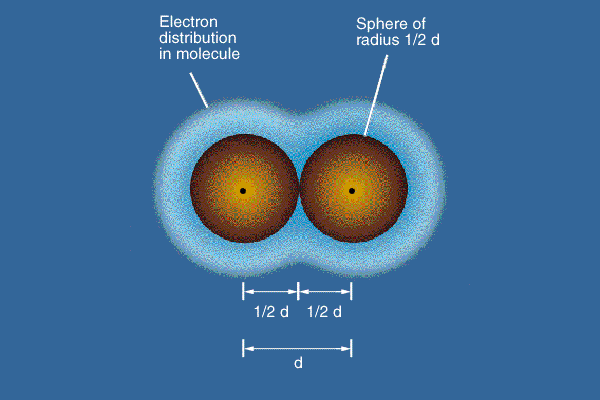 Electron
distribution
in molecule
Sphere of
radius 1/2 d
1/2 d
1/2 d
d